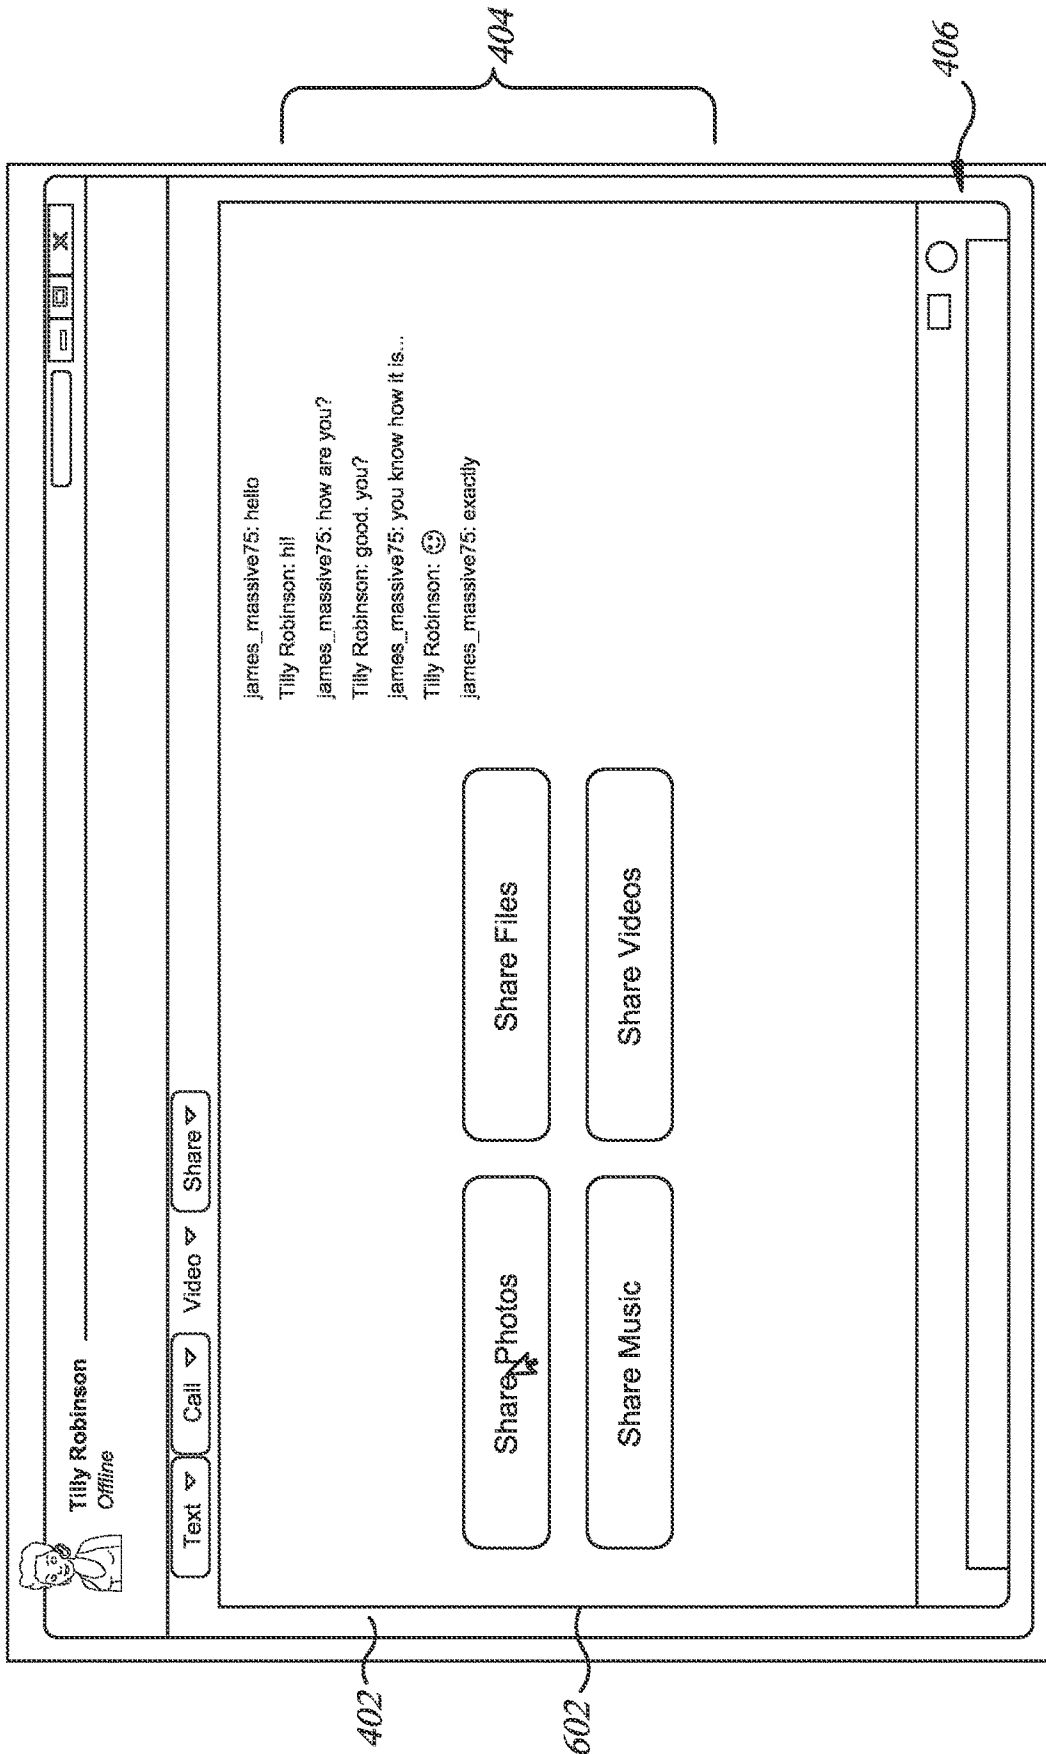 Tilly Robinson
Offline
X
Text Call Video Share
james_massive75: hello
Tilly Robinson: hi!
james_massive75: how are you?
Tilly Robinson: good. you?
james_massive75: you know how it is...
Tilly Robinson: ☺
james_massive75: exactly
Share Photos Share Files
Share Music Share Videos
402
602
404
406